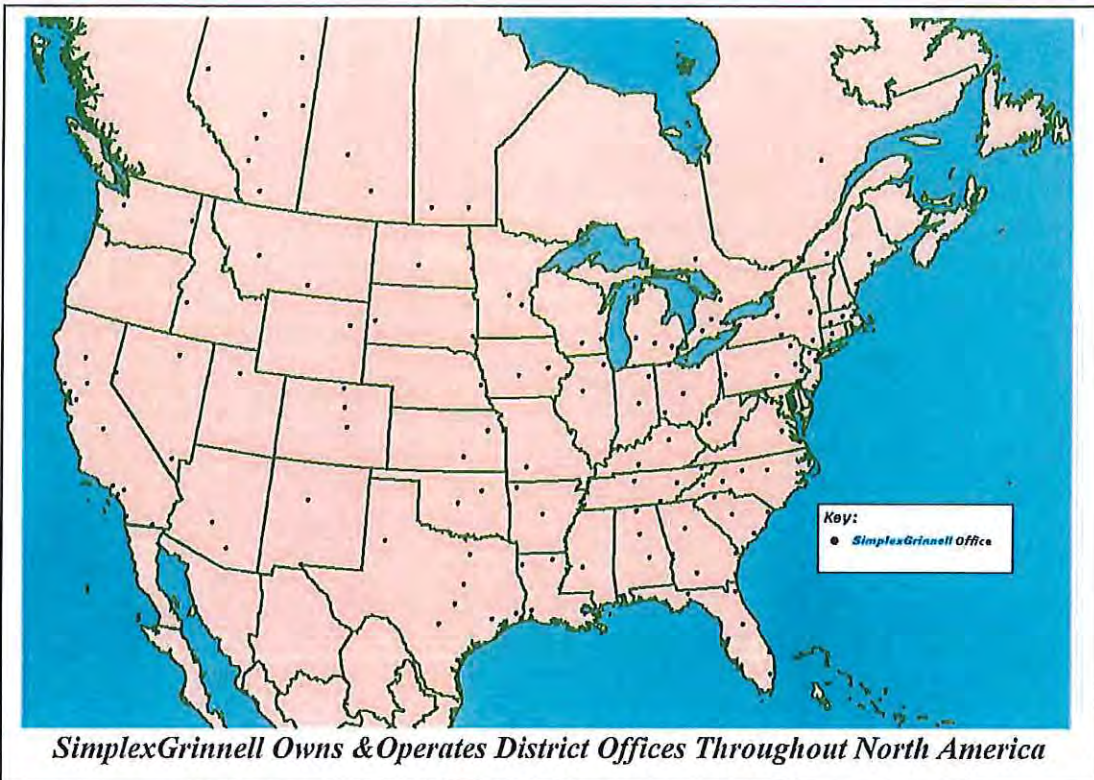 Key:
● SimplexGrinnell Office
SimplexGrinnell Owns &Operates District Offices Throughout North America